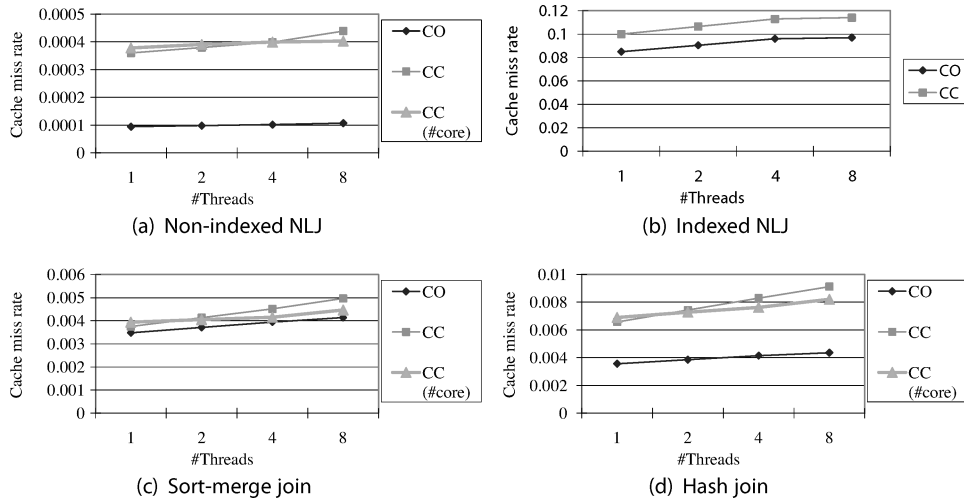 0.0005
0.0004
0.0003
0.0001
0.0001
0
Cache miss rate
1 2 4 8
#Threads
CO
CC
CC
(#core)
(a) Non-indexed NLJ
0.12
0.1
0.08
0.06
0.04
0.12
0
Cache miss rate
1 2 4 8
#Threads
CO
CC
(b) Indexed NLJ
0.006
0.005
0.004
0.003
0.002
0.001
0
Cache miss rate
1 2 4 8
#Threads
CO
CC
CC
(#core)
(c) Sort-merge join
0.01
0.008
0.006
0.004
0.002
0
Cache miss rate
1 2 4 8
#Threads
CO
CC
CC
(#core)
(d) Hash join